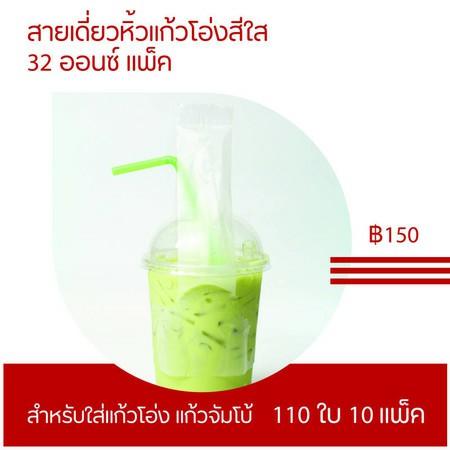 สายเดี่ยวหิ้วแก้วโอ่งสีใส
32 ออนซ์ แพ็ค
฿150
สำหรับใส่แก้วโอ่ง แก้วจัมโบ้ 110 ใบ 10 แพ็ค